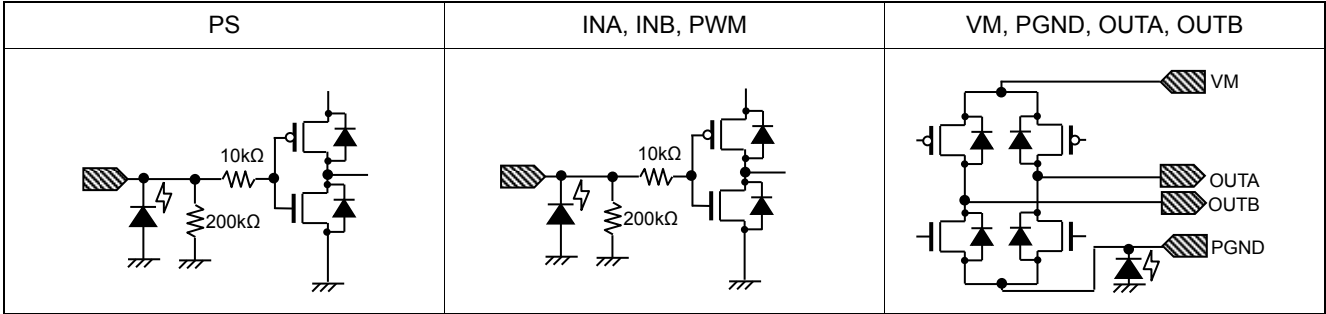 PS
INA, INB, PWM
VM, PGND, OUTA, OUTB
10kΩ
200kΩ
10kΩ
200kΩ
VM
OUTA
OUTB
PGND